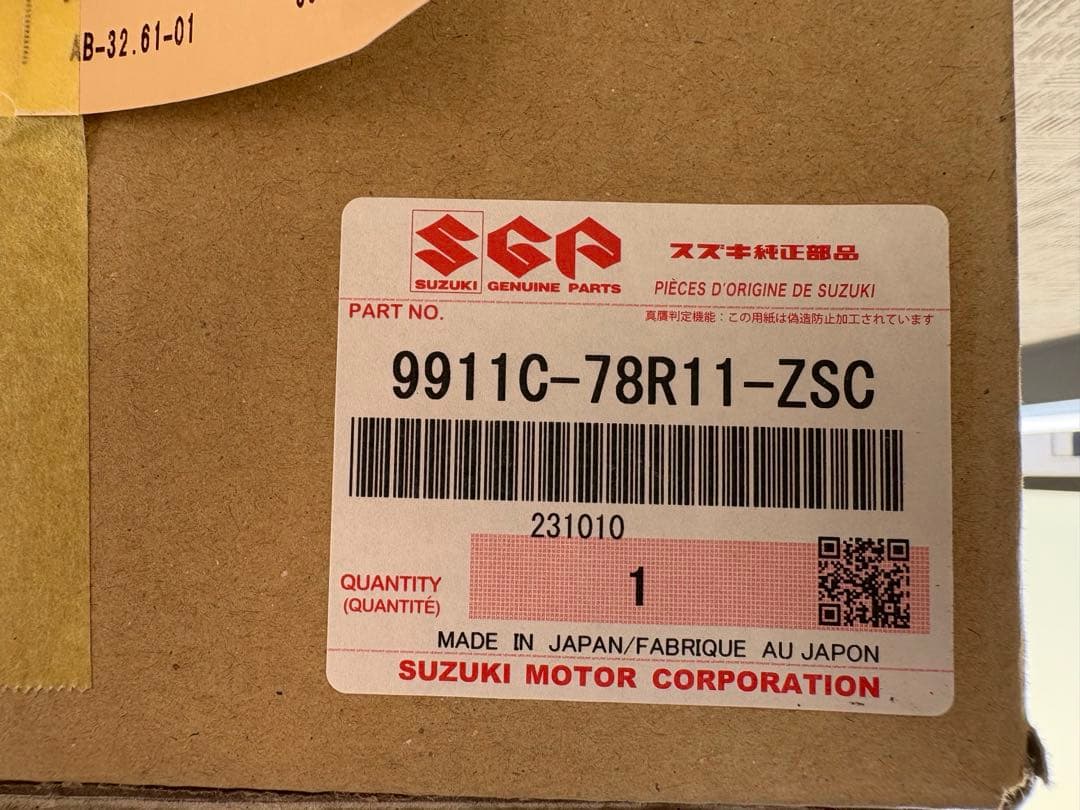 AB-32.61-01
SGP
SUZUKI GENUINE PARTS
スズキ純正部品
PIÈCES D'ORIGINE DE SUZUKI
PART NO.
真贋判定機能：この用紙は偽造防止加工されています
9911C-78R11-ZSC
231010
QUANTITY
(QUANTITÉ)
1
MADE IN JAPAN/FABRIQUE AU JAPON
SUZUKI MOTOR CORPORATION